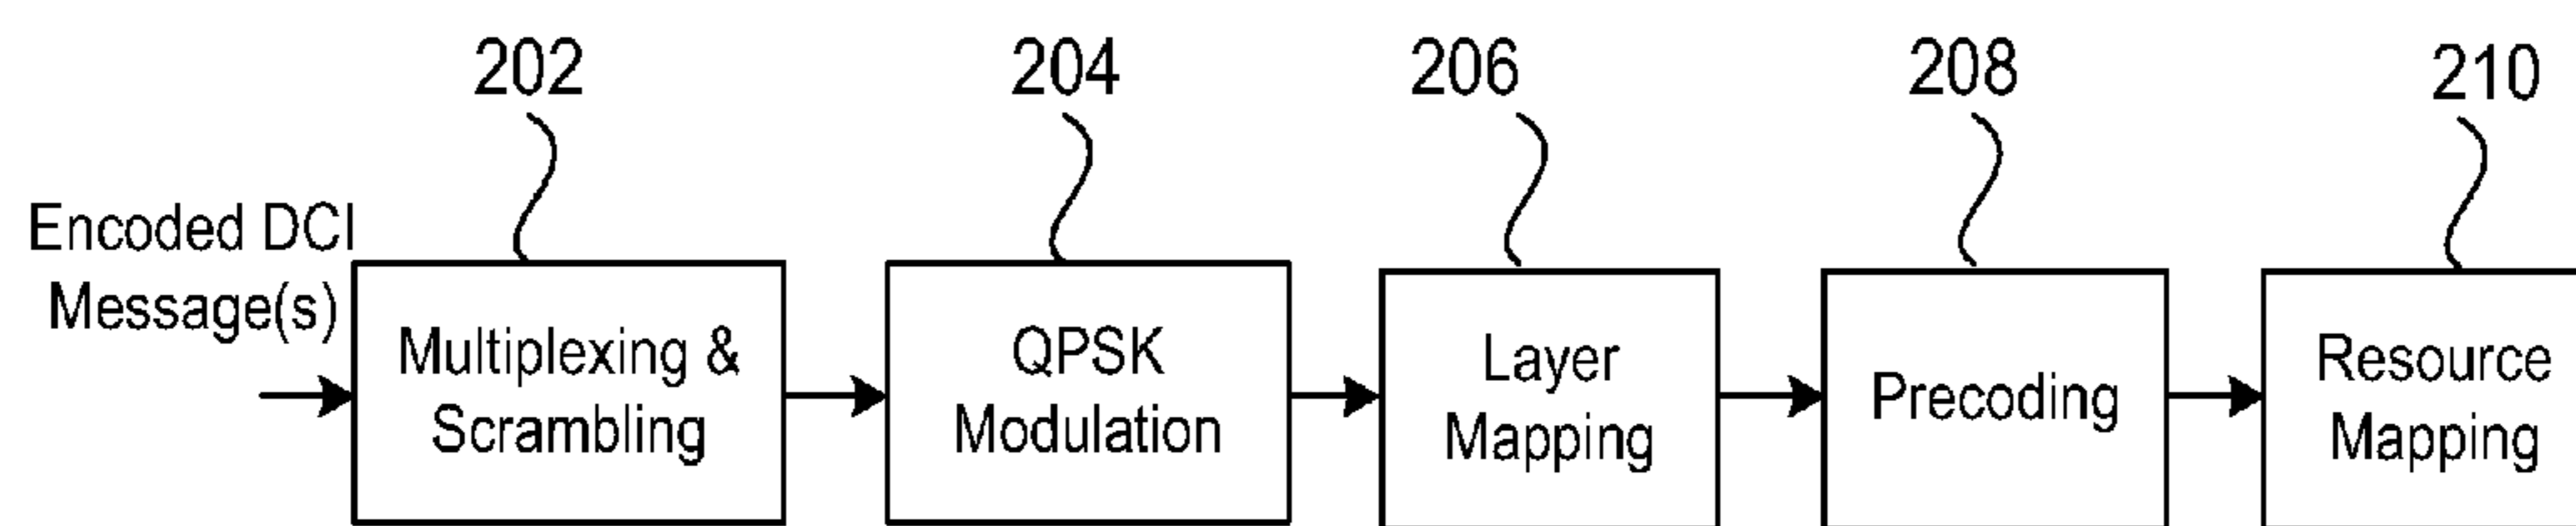 202
204
206
208
210
Encoded DCI
Message(s)
Multiplexing &
Scrambling
QPSK
Modulation
Layer
Mapping
Precoding
Resource
Mapping